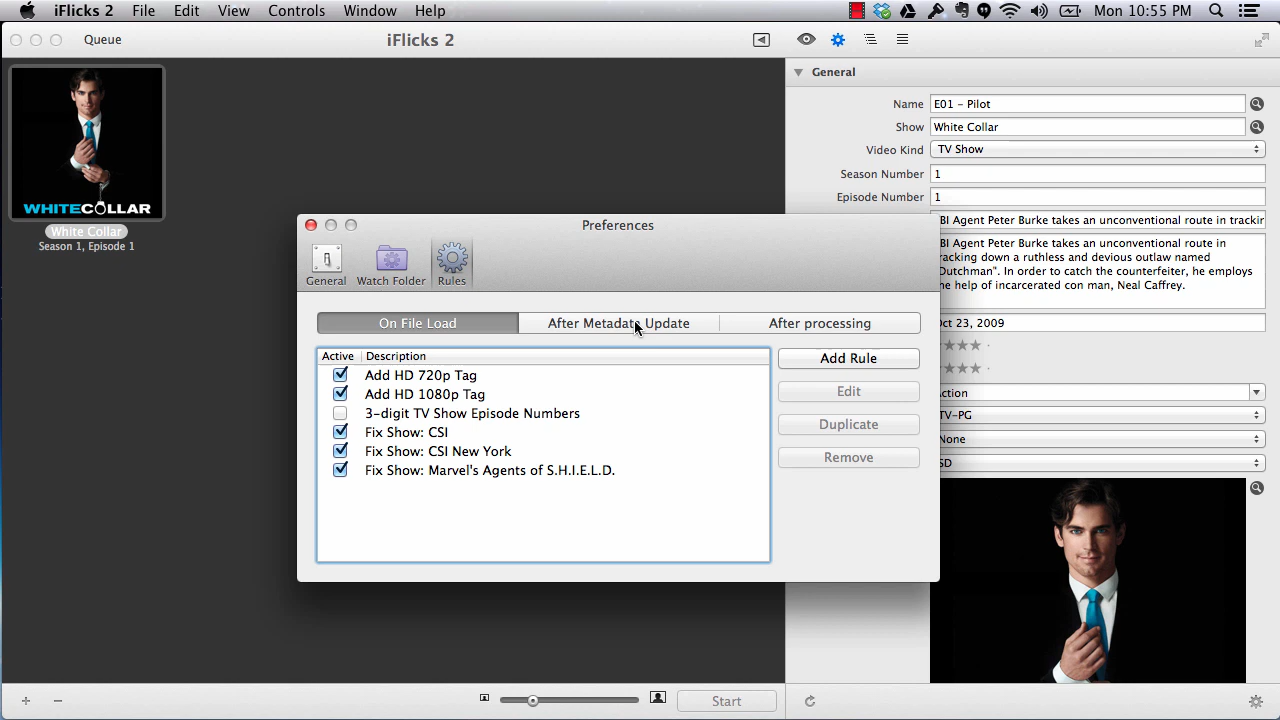 iFlicks 2 File Edit View Controls Window Help Mon 10:55 PM
Queue iFlicks 2
General
Name E01 - Pilot
Show White Collar
Video Kind TV Show
Season Number 1
Episode Number 1
WHITECOLLAR
White Collar
Season 1, Episode 1
BI Agent Peter Burke takes an unconventional route in trackir
BI Agent Peter Burke takes an unconventional route in
racking down a ruthless and devious outlaw named
Dutchman". In order to catch the counterfeiter, he employs
he help of incarcerated con man, Neal Caffrey.
Oct 23, 2009
Action
TV-PG
None
SD
Preferences
General Watch Folder Rules
On File Load After Metadata Update After processing
Active Description
Add HD 720p Tag
Add HD 1080p Tag
3-digit TV Show Episode Numbers
Fix Show: CSI
Fix Show: CSI New York
Fix Show: Marvel's Agents of S.H.I.E.L.D.
Add Rule
Edit
Duplicate
Remove
Start